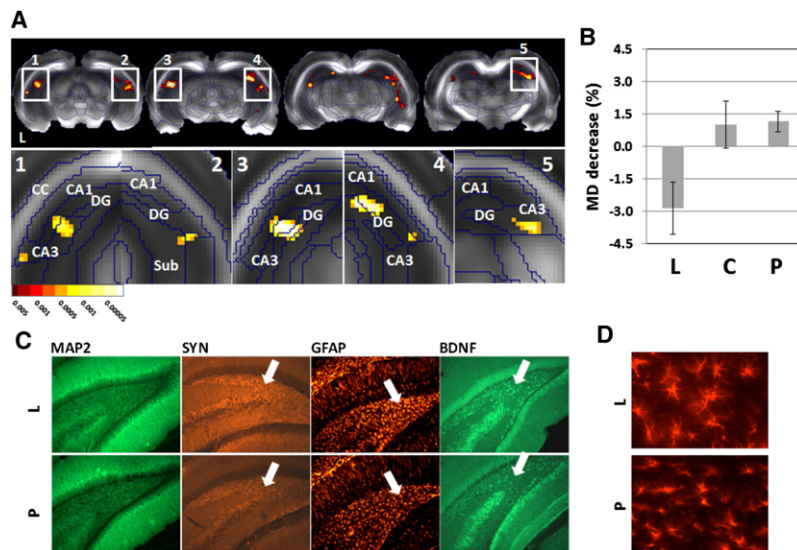 A
1
2
3
4
5
L
1
CC
CA1
DG
CA3
2
CA1
DG
Sub
3
CA1
DG
CA3
4
CA1
DG
CA3
5
CA1
DG
CA3
0.005
0.001
0.0005
0.001
0.00005
B
MD decrease (%)
4.5
3.0
1.5
0.0
-1.5
-3.0
-4.5
L C P
C
MAP2 SYN GFAP BDNF
L
P
D
L
P